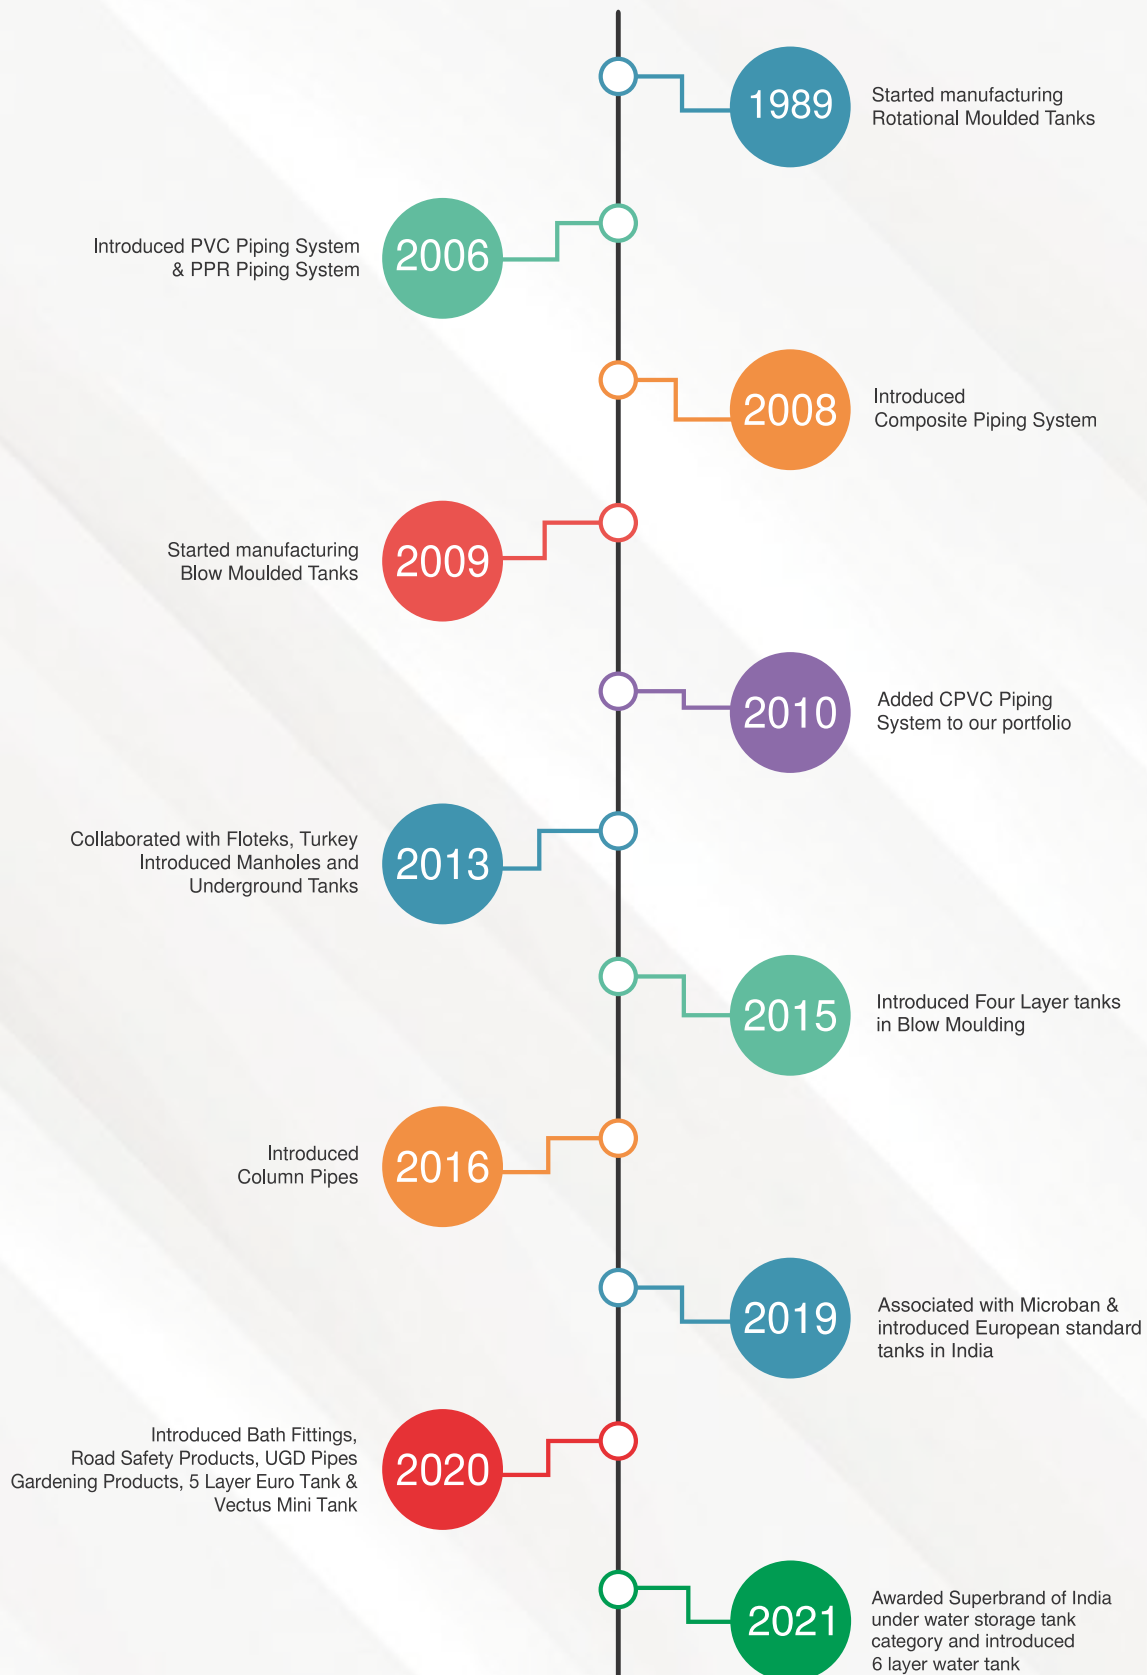 1989
Started manufacturing
Rotational Moulded Tanks
Introduced PVC Piping System
& PPR Piping System
2006
2008
Introduced
Composite Piping System
Started manufacturing
Blow Moulded Tanks
2009
2010
Added CPVC Piping
System to our portfolio
Collaborated with Floteks, Turkey
Introduced Manholes and
Underground Tanks
2013
2015
Introduced Four Layer tanks
in Blow Moulding
Introduced
Column Pipes
2016
2019
Associated with Microban &
introduced European standard
tanks in India
Introduced Bath Fittings,
Road Safety Products, UGD Pipes
Gardening Products, 5 Layer Euro Tank &
Vectus Mini Tank
2020
2021
Awarded Superbrand of India
under water storage tank
category and introduced
6 layer water tank